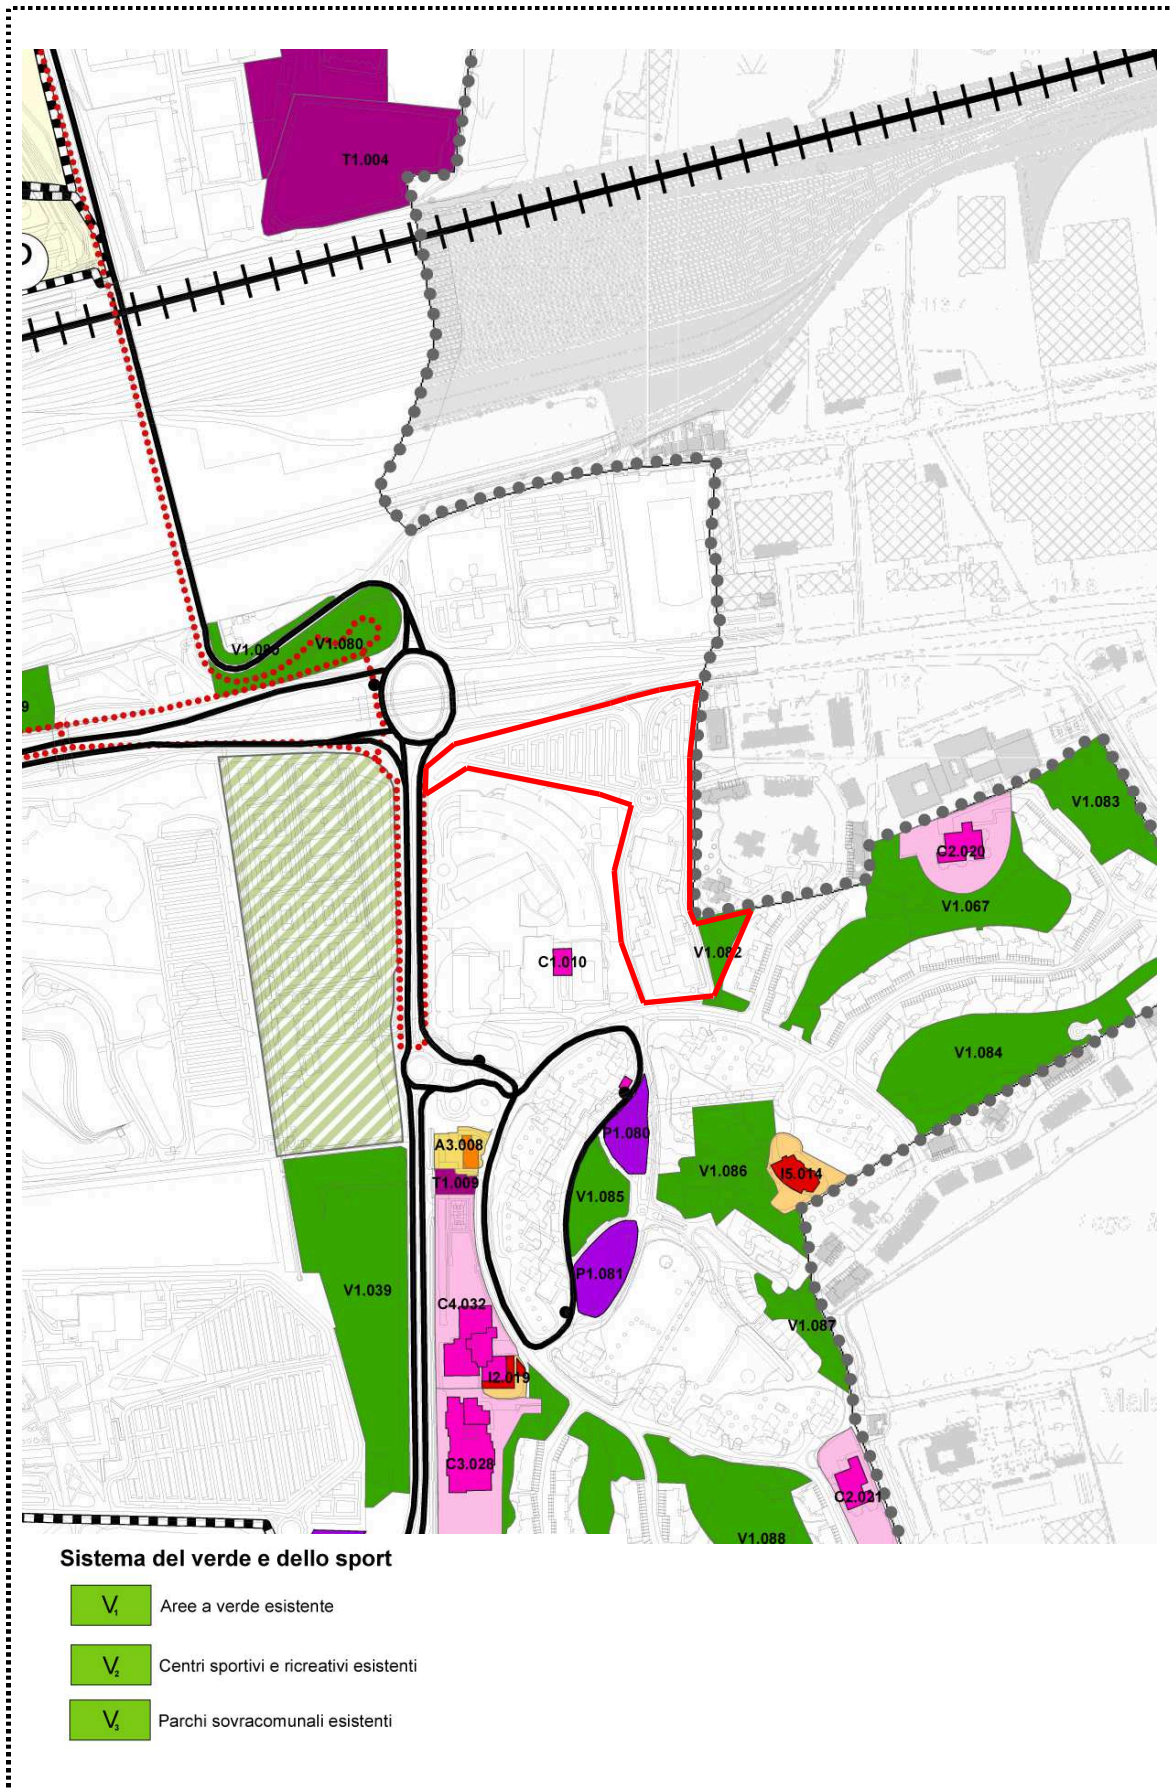 T1.004
V1.080
9
V1.083
C2.020
V1.067
V1.082
C1.010
V1.084
P1.080
A3.008
V1.086
I5.014
T1.009
V1.085
P1.081
V1.039
C4.032
V1.087
I2.019
C3.028
C2.021
V1.088
Sistema del verde e dello sport
V1 Aree a verde esistente
V2 Centri sportivi e ricreativi esistenti
V3 Parchi sovracomunali esistenti